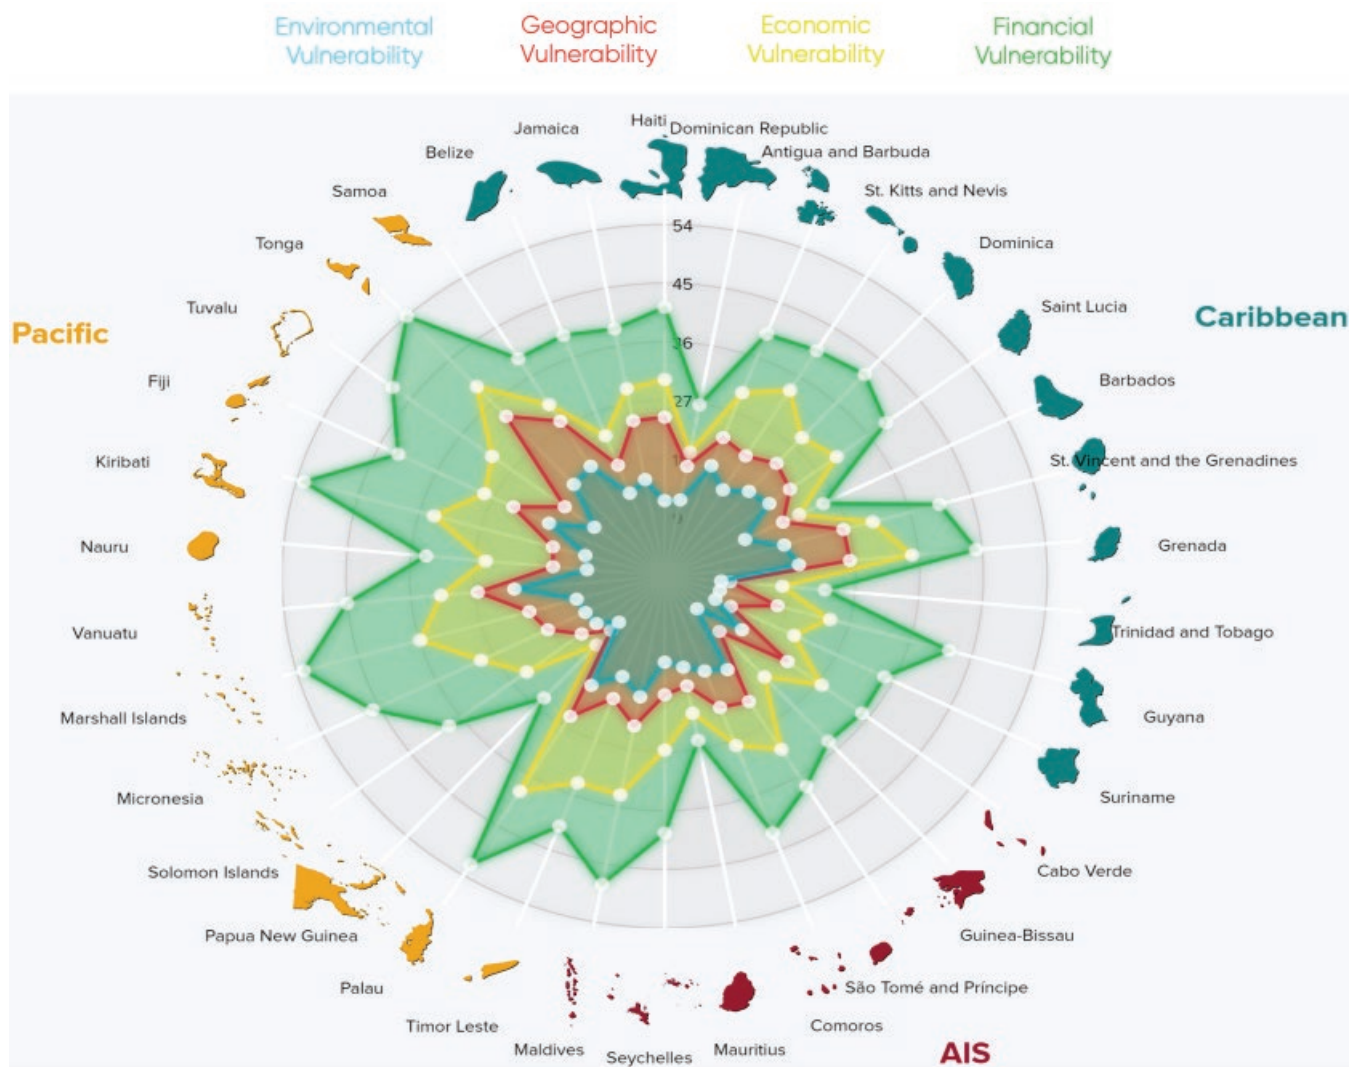 Environmental
Vulnerability
Geographic
Vulnerability
Economic
Vulnerability
Financial
Vulnerability
Haiti
Dominican Republic
Jamaica
Antigua and Barbuda
Belize
St. Kitts and Nevis
Samoa
Dominica
Tonga
Saint Lucia
Tuvalu
Pacific
Caribbean
Fiji
Barbados
Kiribati
St. Vincent and the Grenadines
Nauru
Grenada
Vanuatu
Trinidad and Tobago
Marshall Islands
Guyana
Micronesia
Suriname
Solomon Islands
Cabo Verde
Papua New Guinea
Guinea-Bissau
Palau
São Tomé and Príncipe
Timor Leste
Comoros
Maldives
Seychelles
Mauritius
AIS
54
45
36
27